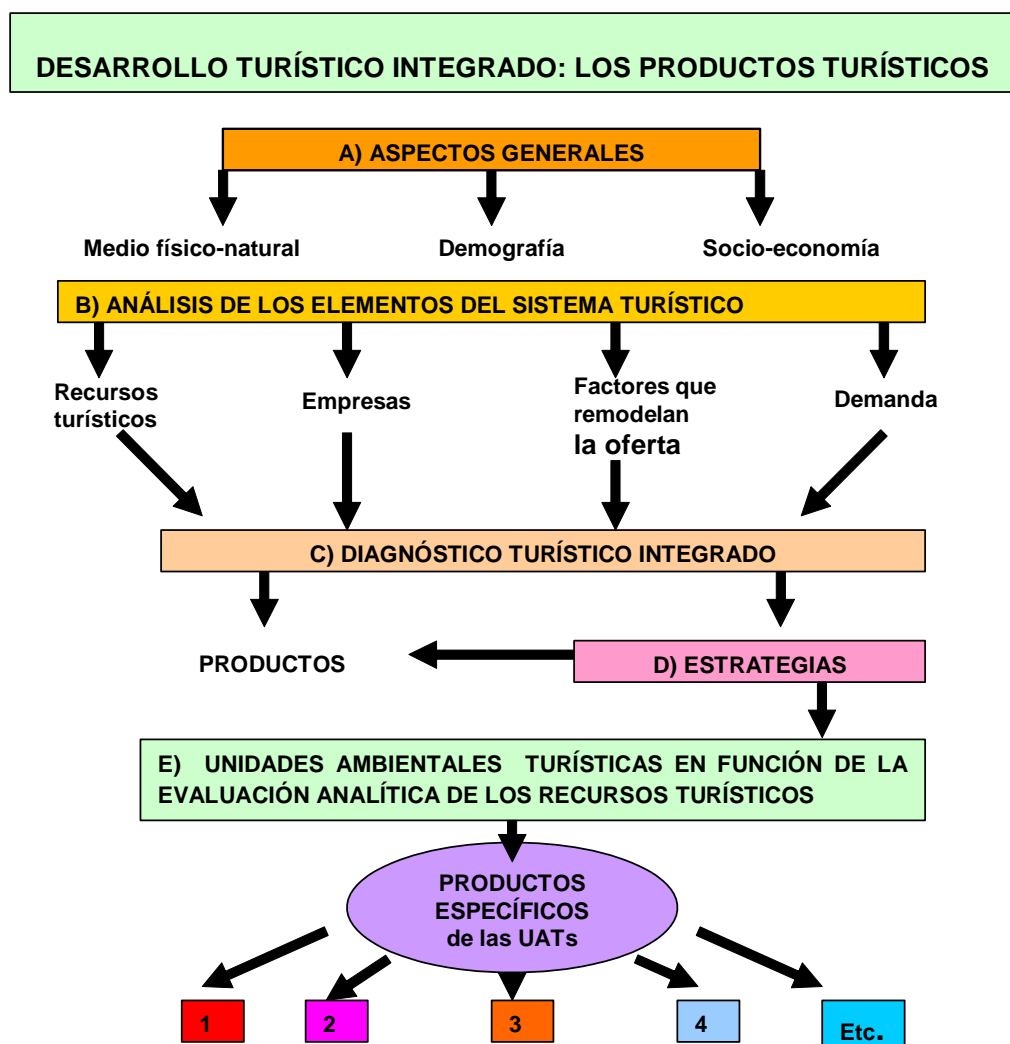 DESARROLLO TURÍSTICO INTEGRADO: LOS PRODUCTOS TURÍSTICOS
A) ASPECTOS GENERALES
Medio físico-natural
Demografía
Socio-economía
B) ANÁLISIS DE LOS ELEMENTOS DEL SISTEMA TURÍSTICO
Recursos
turísticos
Empresas
Factores que
remodelan
la oferta
Demanda
C) DIAGNÓSTICO TURÍSTICO INTEGRADO
PRODUCTOS
D) ESTRATEGIAS
E) UNIDADES AMBIENTALES TURÍSTICAS EN FUNCIÓN DE LA
EVALUACIÓN ANALÍTICA DE LOS RECURSOS TURÍSTICOS
PRODUCTOS
ESPECÍFICOS
de las UATs
1
2
3
4
Etc.